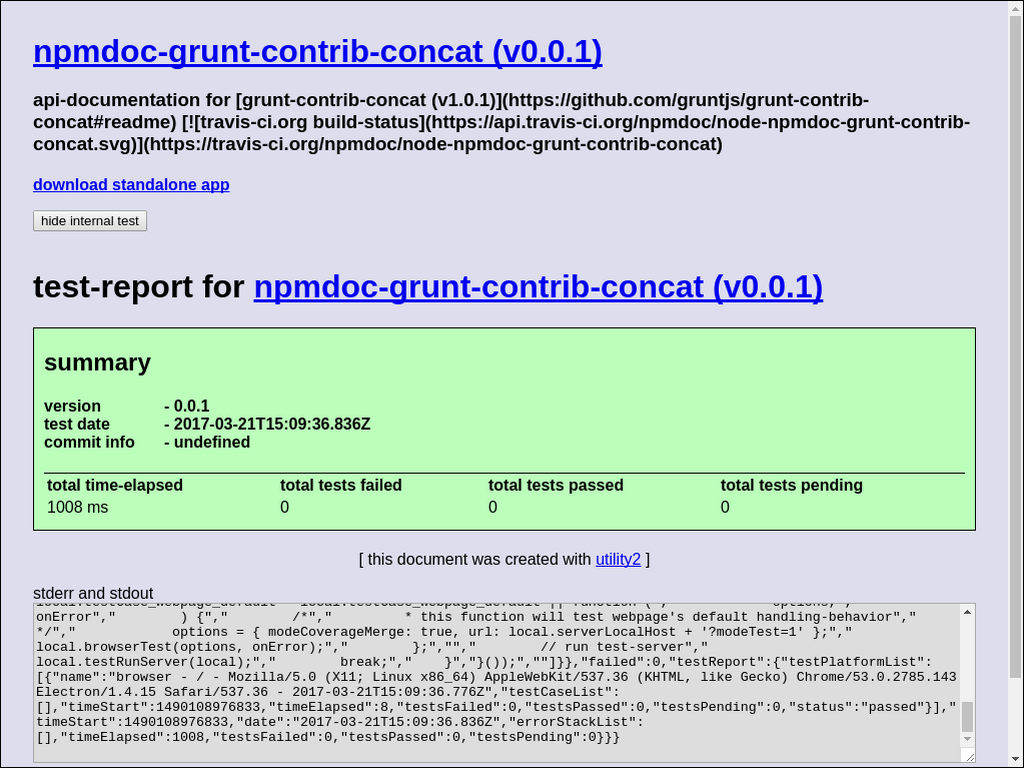 npmdoc-grunt-contrib-concat (v0.0.1)
api-documentation for [grunt-contrib-concat (v1.0.1)](https://github.com/gruntjs/grunt-contrib-
concat#readme) [![travis-ci.org build-status](https://api.travis-ci.org/npmdoc/node-npmdoc-grunt-contrib-
concat.svg)](https://travis-ci.org/npmdoc/node-npmdoc-grunt-contrib-concat)
download standalone app
hide internal test
test-report for npmdoc-grunt-contrib-concat (v0.0.1)
summary
version - 0.0.1
test date - 2017-03-21T15:09:36.836Z
commit info - undefined
total time-elapsed total tests failed total tests passed total tests pending
1008 ms 0 0 0
[ this document was created with utility2 ]
stderr and stdout
onError","        ) {","        /*","         * this function will test webpage's default handling-behavior","
*/","            options = { modeCoverageMerge: true, url: local.serverLocalHost + '?modeTest=1' };","
local.browserTest(options, onError);","        };","","        // run test-server","
local.testRunServer(local);","        break;","    }","}());",""]}},"failed":0,"testReport":{"testPlatformList":
[{"name":"browser - / - Mozilla/5.0 (X11; Linux x86_64) AppleWebKit/537.36 (KHTML, like Gecko) Chrome/53.0.2785.143
Electron/1.4.15 Safari/537.36 - 2017-03-21T15:09:36.776Z","testCaseList":
[],"timeStart":1490108976833,"timeElapsed":8,"testsFailed":0,"testsPassed":0,"testsPending":0,"status":"passed"}],"
timeStart":1490108976833,"date":"2017-03-21T15:09:36.836Z","errorStackList":
[],"timeElapsed":1008,"testsFailed":0,"testsPassed":0,"testsPending":0}}}